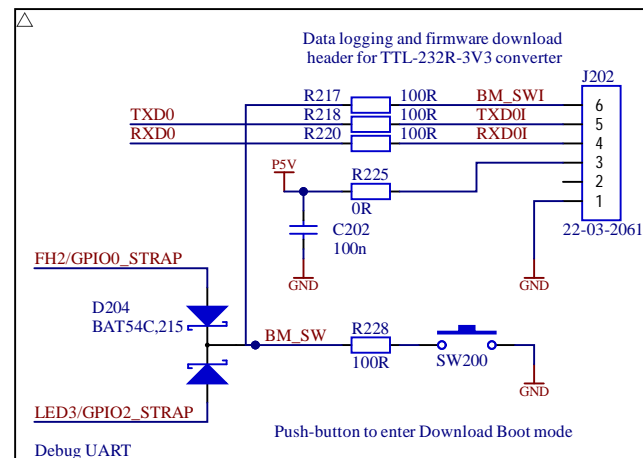 Data logging and firmware download
header for TTL-232R-3V3 converter
J202
R217 100R BM_SWI 6
TXD0 R218 100R TXD0I 5
RXD0 R220 100R RXD0I 4
P5V R225 3
0R 2
C202 1
100n
22-03-2061
GND GND
FH2/GPIO0_STRAP
D204
BAT54C,215
BM_SW R228
100R SW200
GND
LED3/GPIO2_STRAP
Push-button to enter Download Boot mode
Debug UART